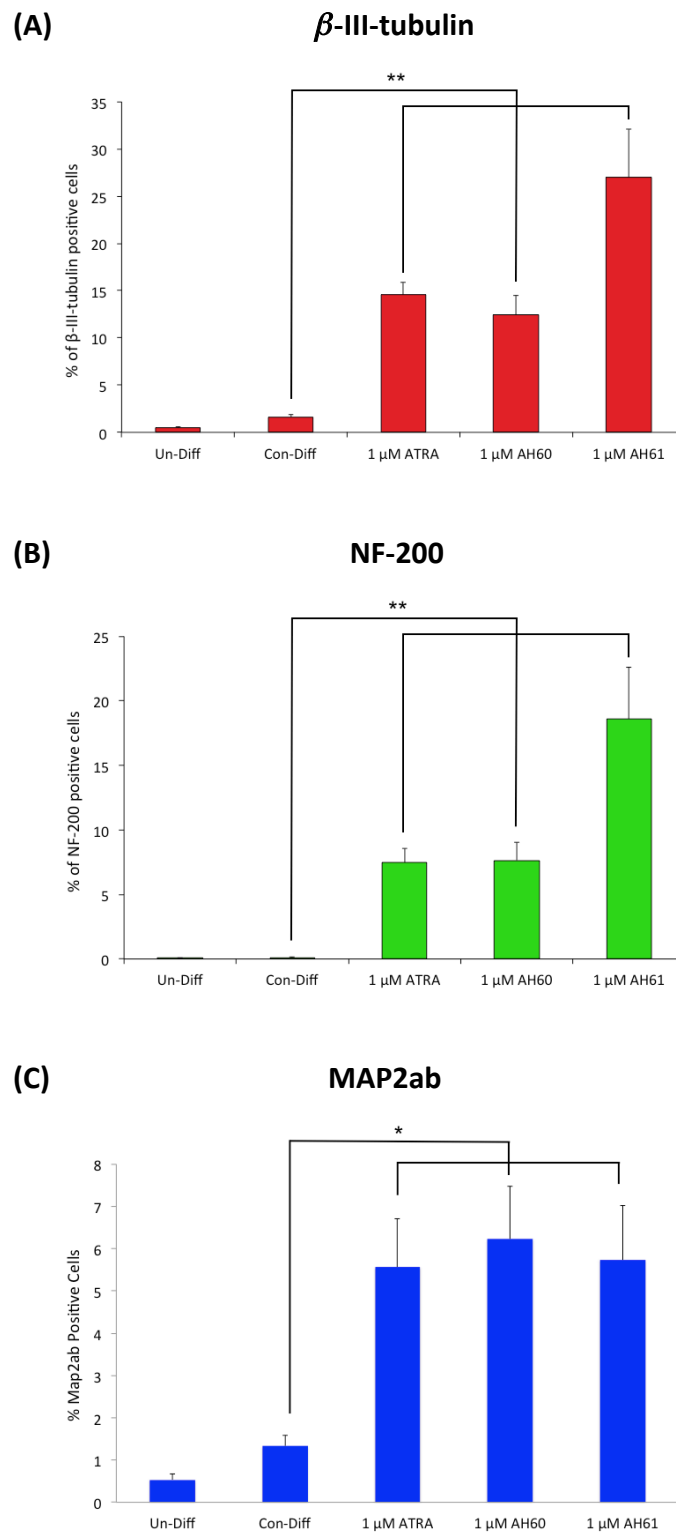 (A) β-III-tubulin
**
% of β-III-tubulin positive cells
35
30
25
20
15
10
5
0
Un-Diff Con-Diff 1 µM ATRA 1 µM AH60 1 µM AH61
(B) NF-200
**
% of NF-200 positive cells
25
20
15
10
5
0
Un-Diff Con-Diff 1 µM ATRA 1 µM AH60 1 µM AH61
(C) MAP2ab
*
% Map2ab Positive Cells
8
7
6
5
4
3
2
1
0
Un-Diff Con-Diff 1 µM ATRA 1 µM AH60 1 µM AH61